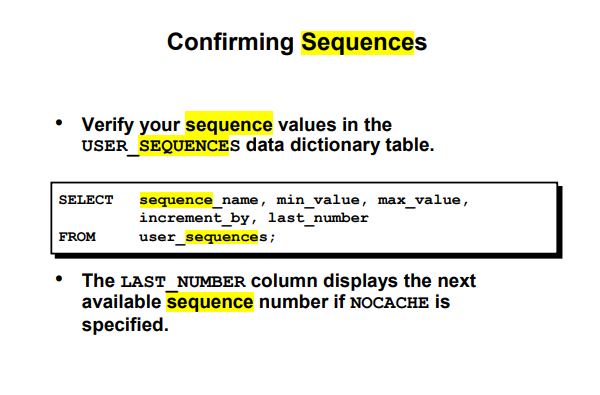 Confirming Sequences
• Verify your sequence values in the
USER_SEQUENCES data dictionary table.
SELECT sequence_name, min_value, max_value,
increment_by, last_number
FROM user_sequences;
• The LAST_NUMBER column displays the next
available sequence number if NOCACHE is
specified.